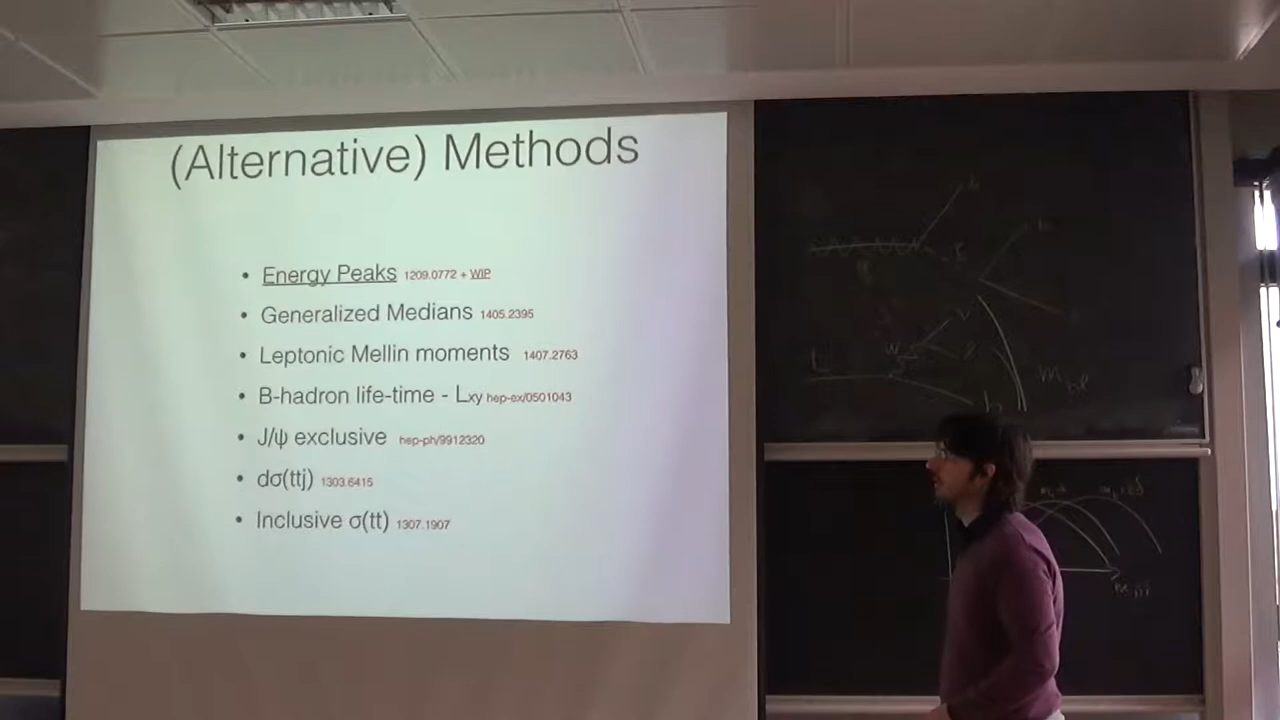 (Alternative) Methods
• Energy Peaks 1209.0772 + WIP
• Generalized Medians 1405.2395
• Leptonic Mellin moments 1407.2763
• B-hadron life-time - Lxy hep-ex/0501043
• J/ψ exclusive hep-ph/9912320
• dσ(ttj) 1303.6415
• Inclusive σ(tt) 1307.1907
W
b